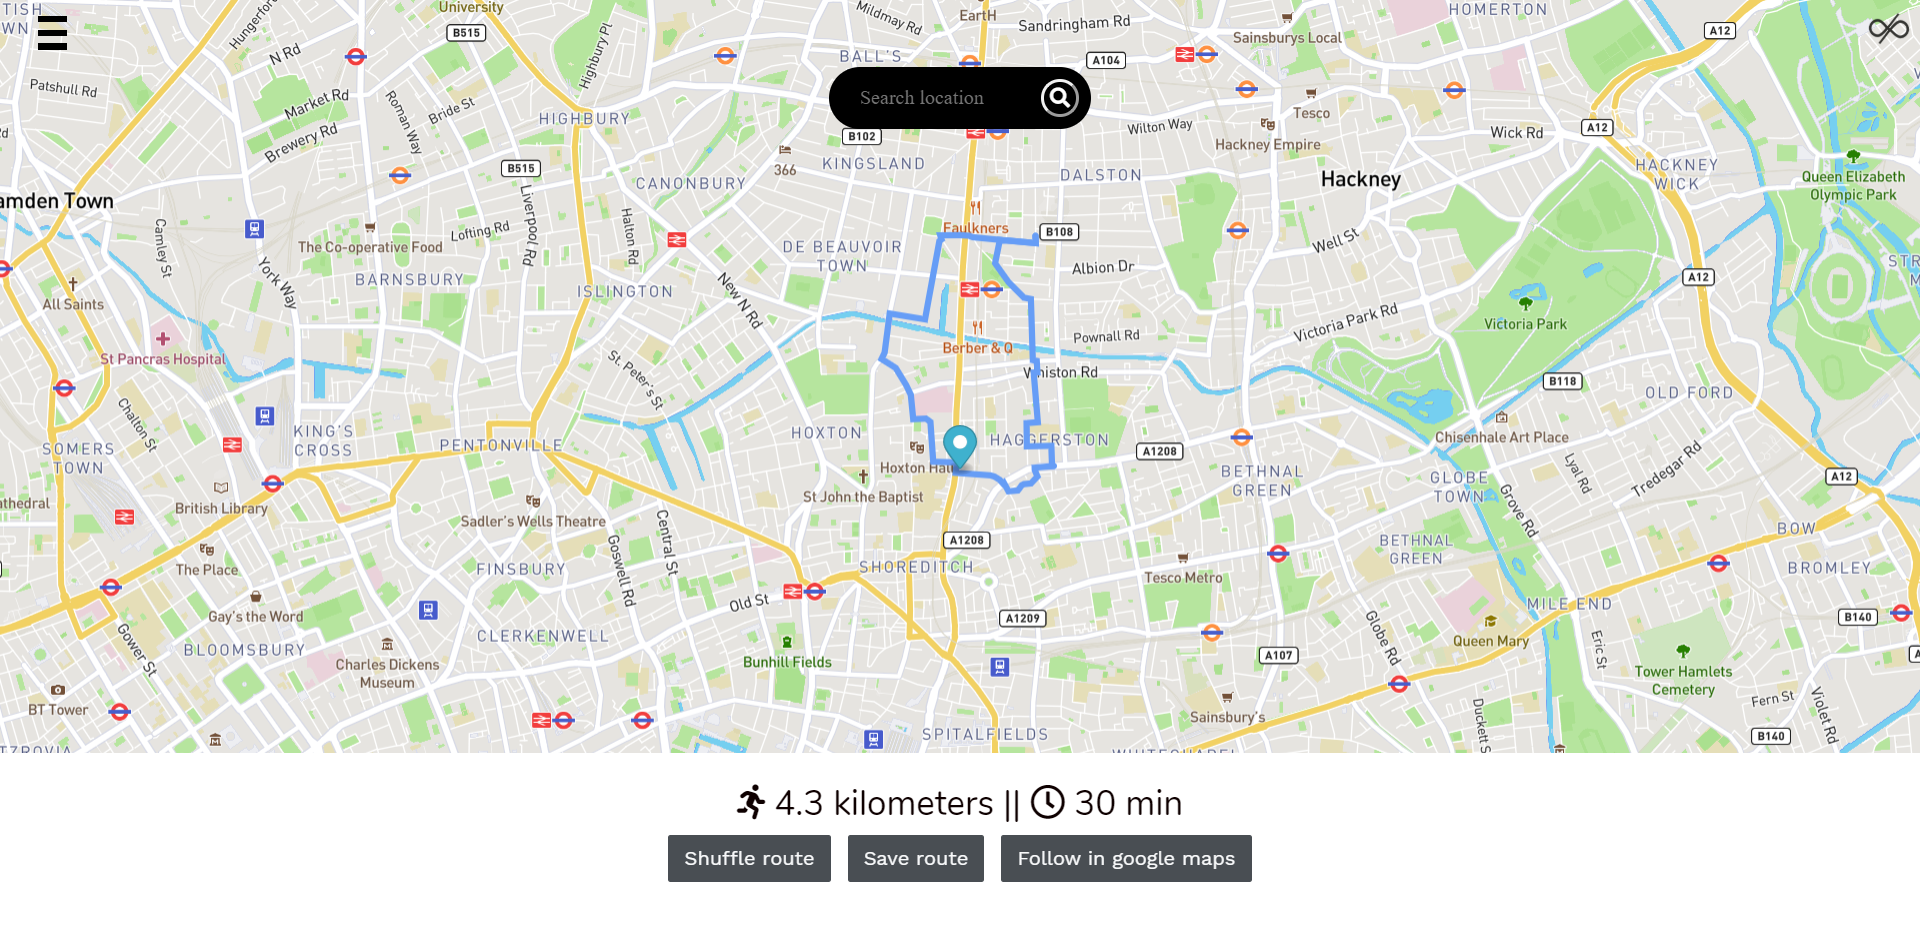 TISH
TOWN
Hungerford
University
B515
Highbury Pl
Mildmay Rd
EartH
Sandringham Rd
Sainsburys Local
HOMERTON
A12
N Rd
BALL'S
A104
Patshull Rd
Market Rd
Roman Way
Bride St
HIGHBURY
Search location
Tesco
Brewery Rd
B102
Wilton Way
Hackney Empire
Wick Rd
A12
B515
366
KINGSLAND
CANONBURY
DALSTON
Hackney
HACKNEY
WICK
Queen Elizabeth
Olympic Park
amden Town
Camley St
Liverpool Rd
Halton Rd
Lofting Rd
The Co-operative Food
Faulkners
B108
Well St
DE BEAUVOIR
TOWN
Albion Dr
York Way
BARNSBURY
ISLINGTON
New N Rd
A12
STR
All Saints
Victoria Park Rd
Victoria Park
St Pancras Hospital
Berber & Q
Pownall Rd
St. Peter's St
Whiston Rd
B118
OLD FORD
Chalton St
SOMERS
TOWN
KING'S
CROSS
PENTONVILLE
HOXTON
HAGGERSTON
A1208
Chisenhale Art Place
Hoxton Hall
BETHNAL
GREEN
GLOBE
TOWN
Lyal Rd
Tredegar Rd
A12
athedral
British Library
St John the Baptist
Grove Rd
Sadler's Wells Theatre
Central St
BOW
A1208
BETHNAL
GREEN
The Place
FINSBURY
Goswell Rd
SHOREDITCH
Tesco Metro
BROMLEY
Gay's the Word
Old St
A1209
MILE END
B140
Gower St
CLERKENWELL
Globe Rd
Queen Mary
Eric St
BLOOMSBURY
Charles Dickens
Museum
Bunhill Fields
A107
Tower Hamlets
Cemetery
BT Tower
Sainsbury's
Duckett S
Fern St
Violet Rd
SPITALFIELDS
B140
TZROVIA
WHITECHAPEL
4.3 kilometers || 30 min
Shuffle route
Save route
Follow in google maps